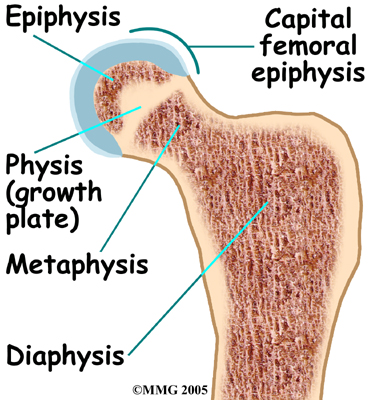 Epiphysis
Capital
femoral
epiphysis
Physis
(growth
plate)
Metaphysis
Diaphysis
©MMG 2005